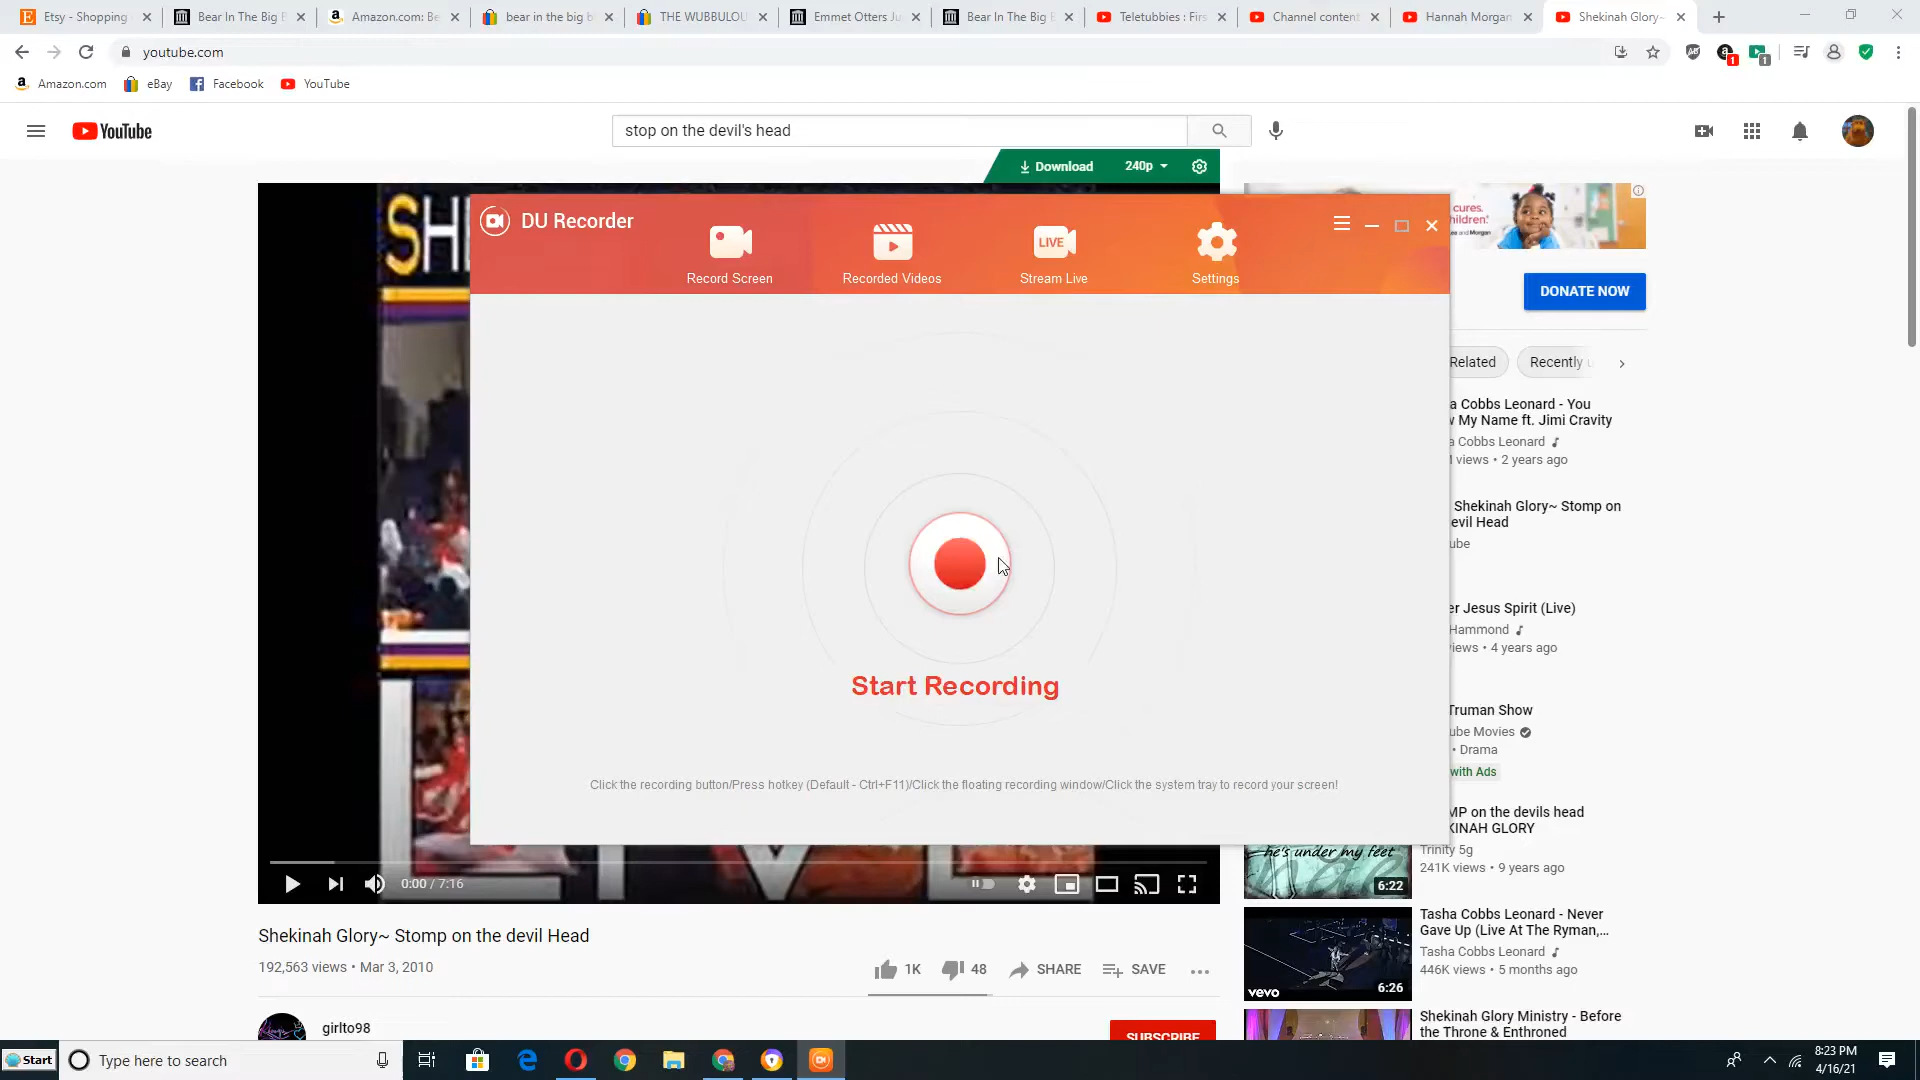 Etsy - Shopping
Bear In The Big B
Amazon.com: Be
bear in the big b
THE WUBBULOU
Emmet Otters Ju
Bear In The Big B
Teletubbies : Firs
Channel content
Hannah Morgan
Shekinah Glory~
youtube.com
1
1
Amazon.com
eBay
Facebook
YouTube
YouTube
stop on the devil's head
Download
240p
SH
DU Recorder
Record Screen
Recorded Videos
LIVE
Stream Live
Settings
cures.
hildren.
ea and Morgan
DONATE NOW
Related
Recently u
a Cobbs Leonard - You
w My Name ft. Jimi Cravity
a Cobbs Leonard
M views • 2 years ago
Shekinah Glory~ Stomp on
evil Head
ube
er Jesus Spirit (Live)
Hammond
iews • 4 years ago
Truman Show
ube Movies
• Drama
with Ads
MP on the devils head
KINAH GLORY
Trinity 5g
241K views • 9 years ago
he's under my feet
6:22
Start Recording
Click the recording button/Press hotkey (Default - Ctrl+F11)/Click the floating recording window/Click the system tray to record your screen!
0:00 / 7:16
Shekinah Glory~ Stomp on the devil Head
192,563 views • Mar 3, 2010
1K
48
SHARE
SAVE
girlto98
SUBSCRIBE
Tasha Cobbs Leonard - Never
Gave Up (Live At The Ryman,...
Tasha Cobbs Leonard
446K views • 5 months ago
vevo
6:26
Shekinah Glory Ministry - Before
the Throne & Enthroned
Start
Type here to search
8:23 PM
4/16/21